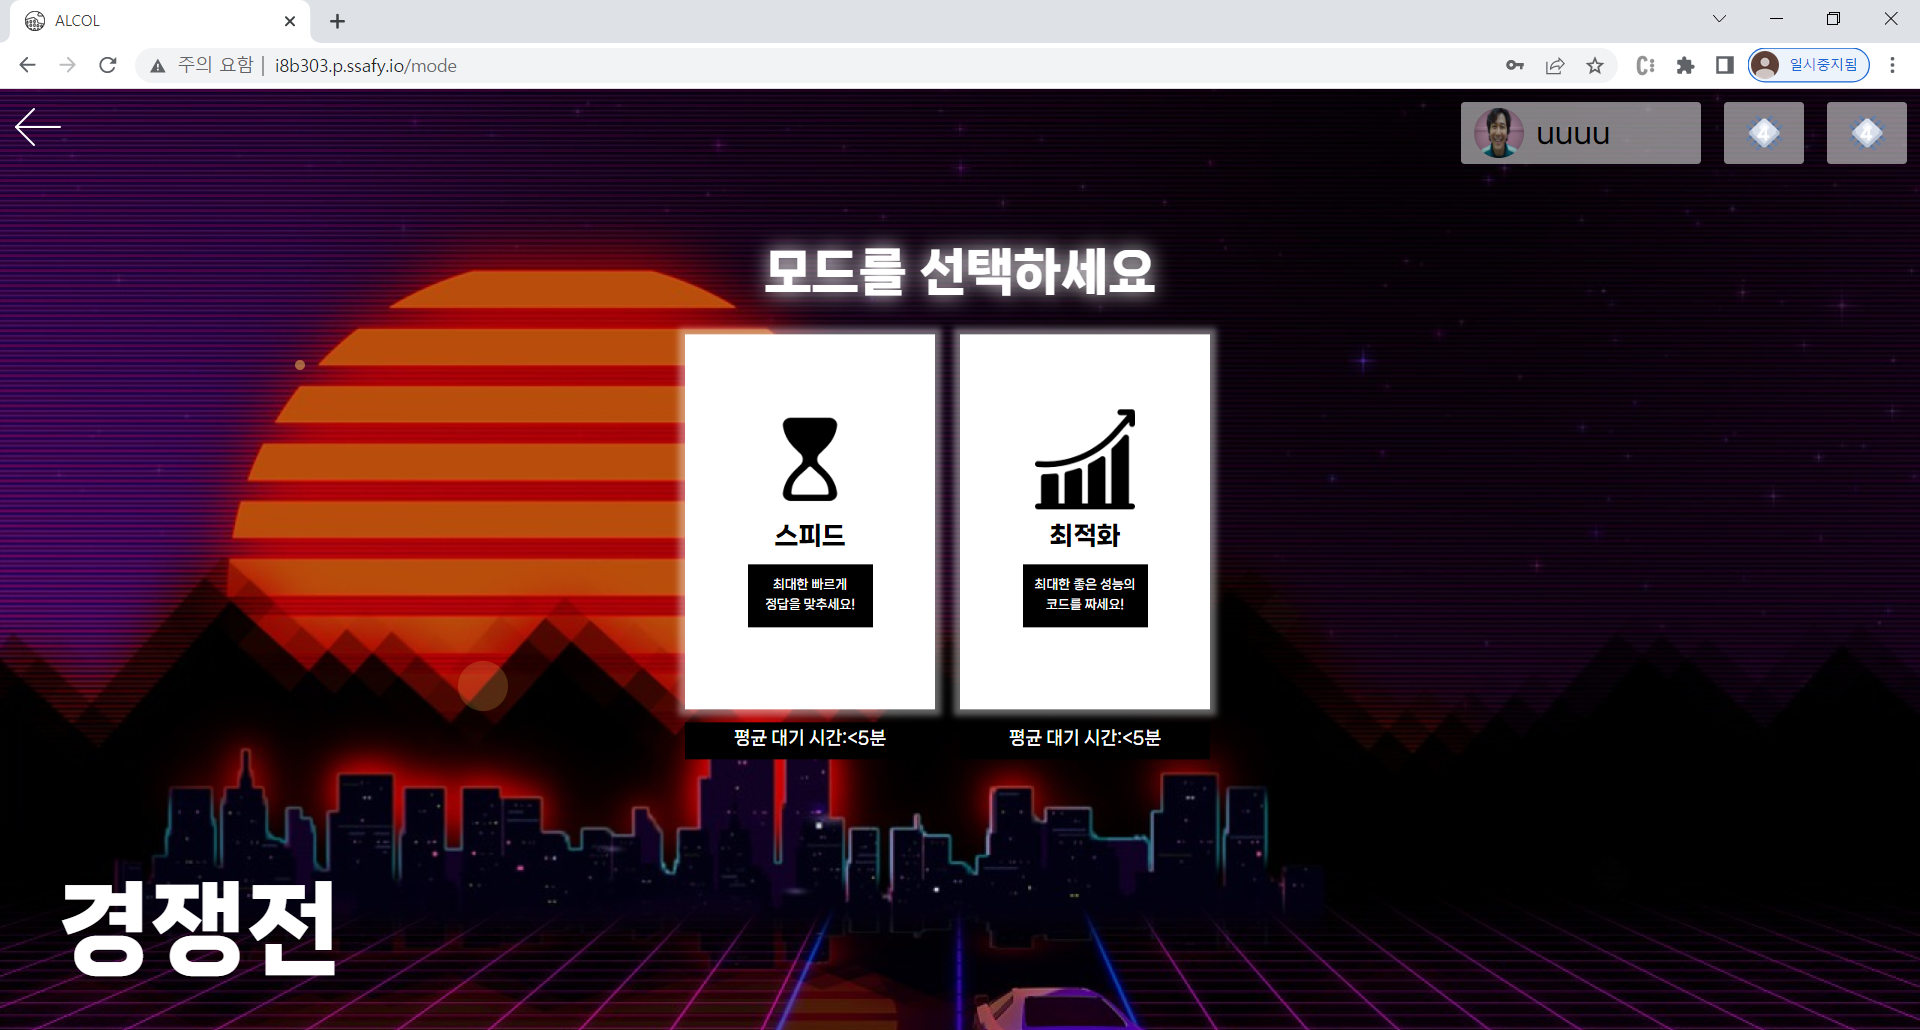 ALCOL
주의 요함 | i8b303.p.ssafy.io/mode
일시중지됨
uuuu
4
4
모드를 선택하세요
스피드
최대한 빠르게
정답을 맞추세요!
평균 대기 시간:<5분
최적화
최대한 좋은 성능의
코드를 짜세요!
평균 대기 시간:<5분
경쟁전